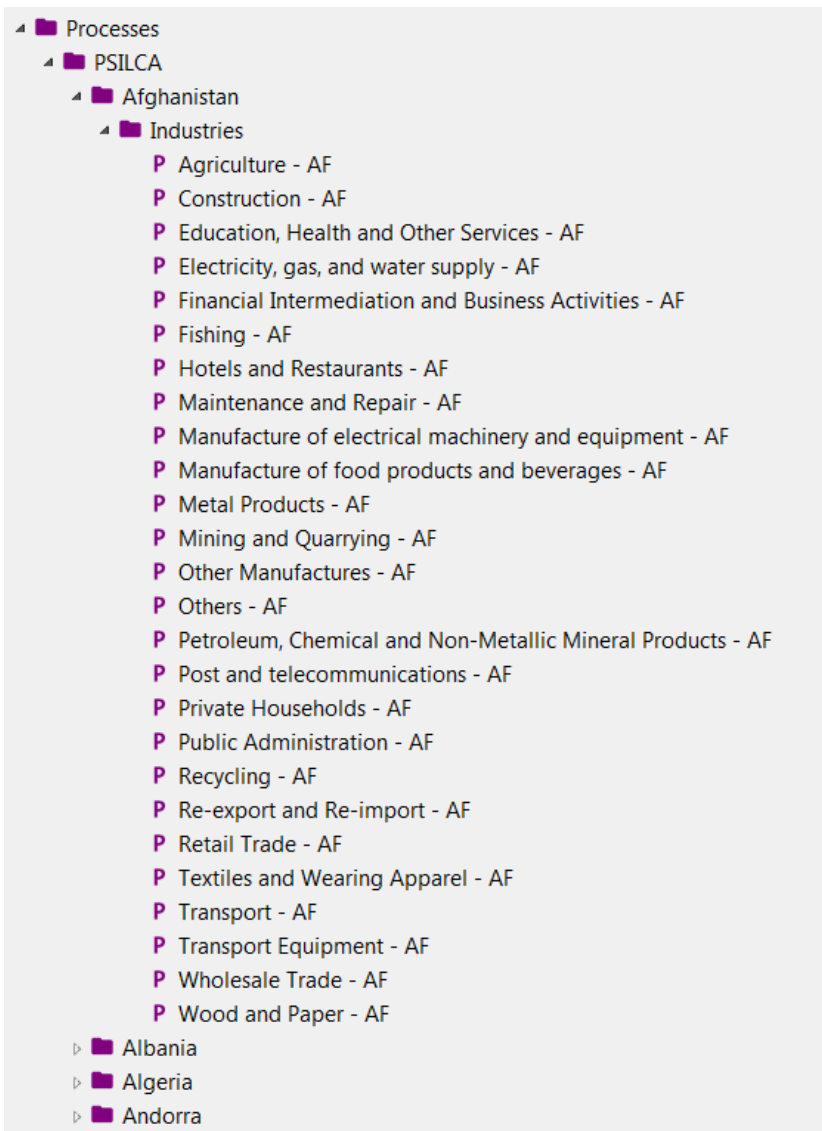 Processes
PSILCA
Afghanistan
Industries
P Agriculture - AF
P Construction - AF
P Education, Health and Other Services - AF
P Electricity, gas, and water supply - AF
P Financial Intermediation and Business Activities - AF
P Fishing - AF
P Hotels and Restaurants - AF
P Maintenance and Repair - AF
P Manufacture of electrical machinery and equipment - AF
P Manufacture of food products and beverages - AF
P Metal Products - AF
P Mining and Quarrying - AF
P Other Manufactures - AF
P Others - AF
P Petroleum, Chemical and Non-Metallic Mineral Products - AF
P Post and telecommunications - AF
P Private Households - AF
P Public Administration - AF
P Recycling - AF
P Re-export and Re-import - AF
P Retail Trade - AF
P Textiles and Wearing Apparel - AF
P Transport - AF
P Transport Equipment - AF
P Wholesale Trade - AF
P Wood and Paper - AF
Albania
Algeria
Andorra